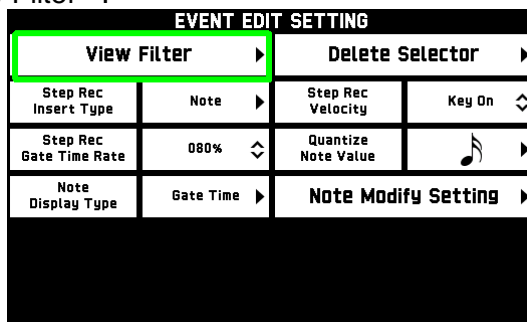 Filter
EVENT EDIT SETTING
View Filter
Delete Selector
Step Rec
Insert Type
Note
Step Rec
Velocity
Key On
Step Rec
Gate Time Rate
080%
Quantize
Note Value
Note
Display Type
Gate Time
Note Modify Setting